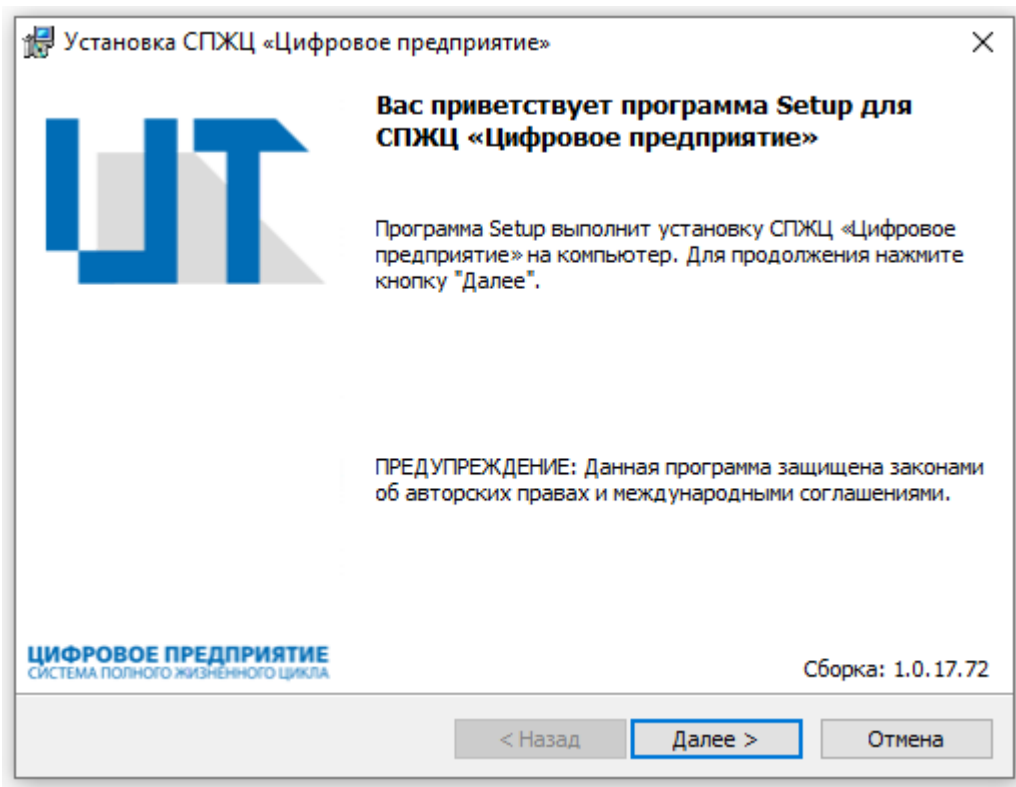 Установка СПЖЦ «Цифровое предприятие»
Вас приветствует программа Setup для
СПЖЦ «Цифровое предприятие»
Программа Setup выполнит установку СПЖЦ «Цифровое
предприятие» на компьютер. Для продолжения нажмите
кнопку "Далее".
ПРЕДУПРЕЖДЕНИЕ: Данная программа защищена законами
об авторских правах и международными соглашениями.
ЦИФРОВОЕ ПРЕДПРИЯТИЕ
СИСТЕМА ПОЛНОГО ЖИЗНЕННОГО ЦИКЛА
Сборка: 1.0.17.72
< Назад
Далее >
Отмена